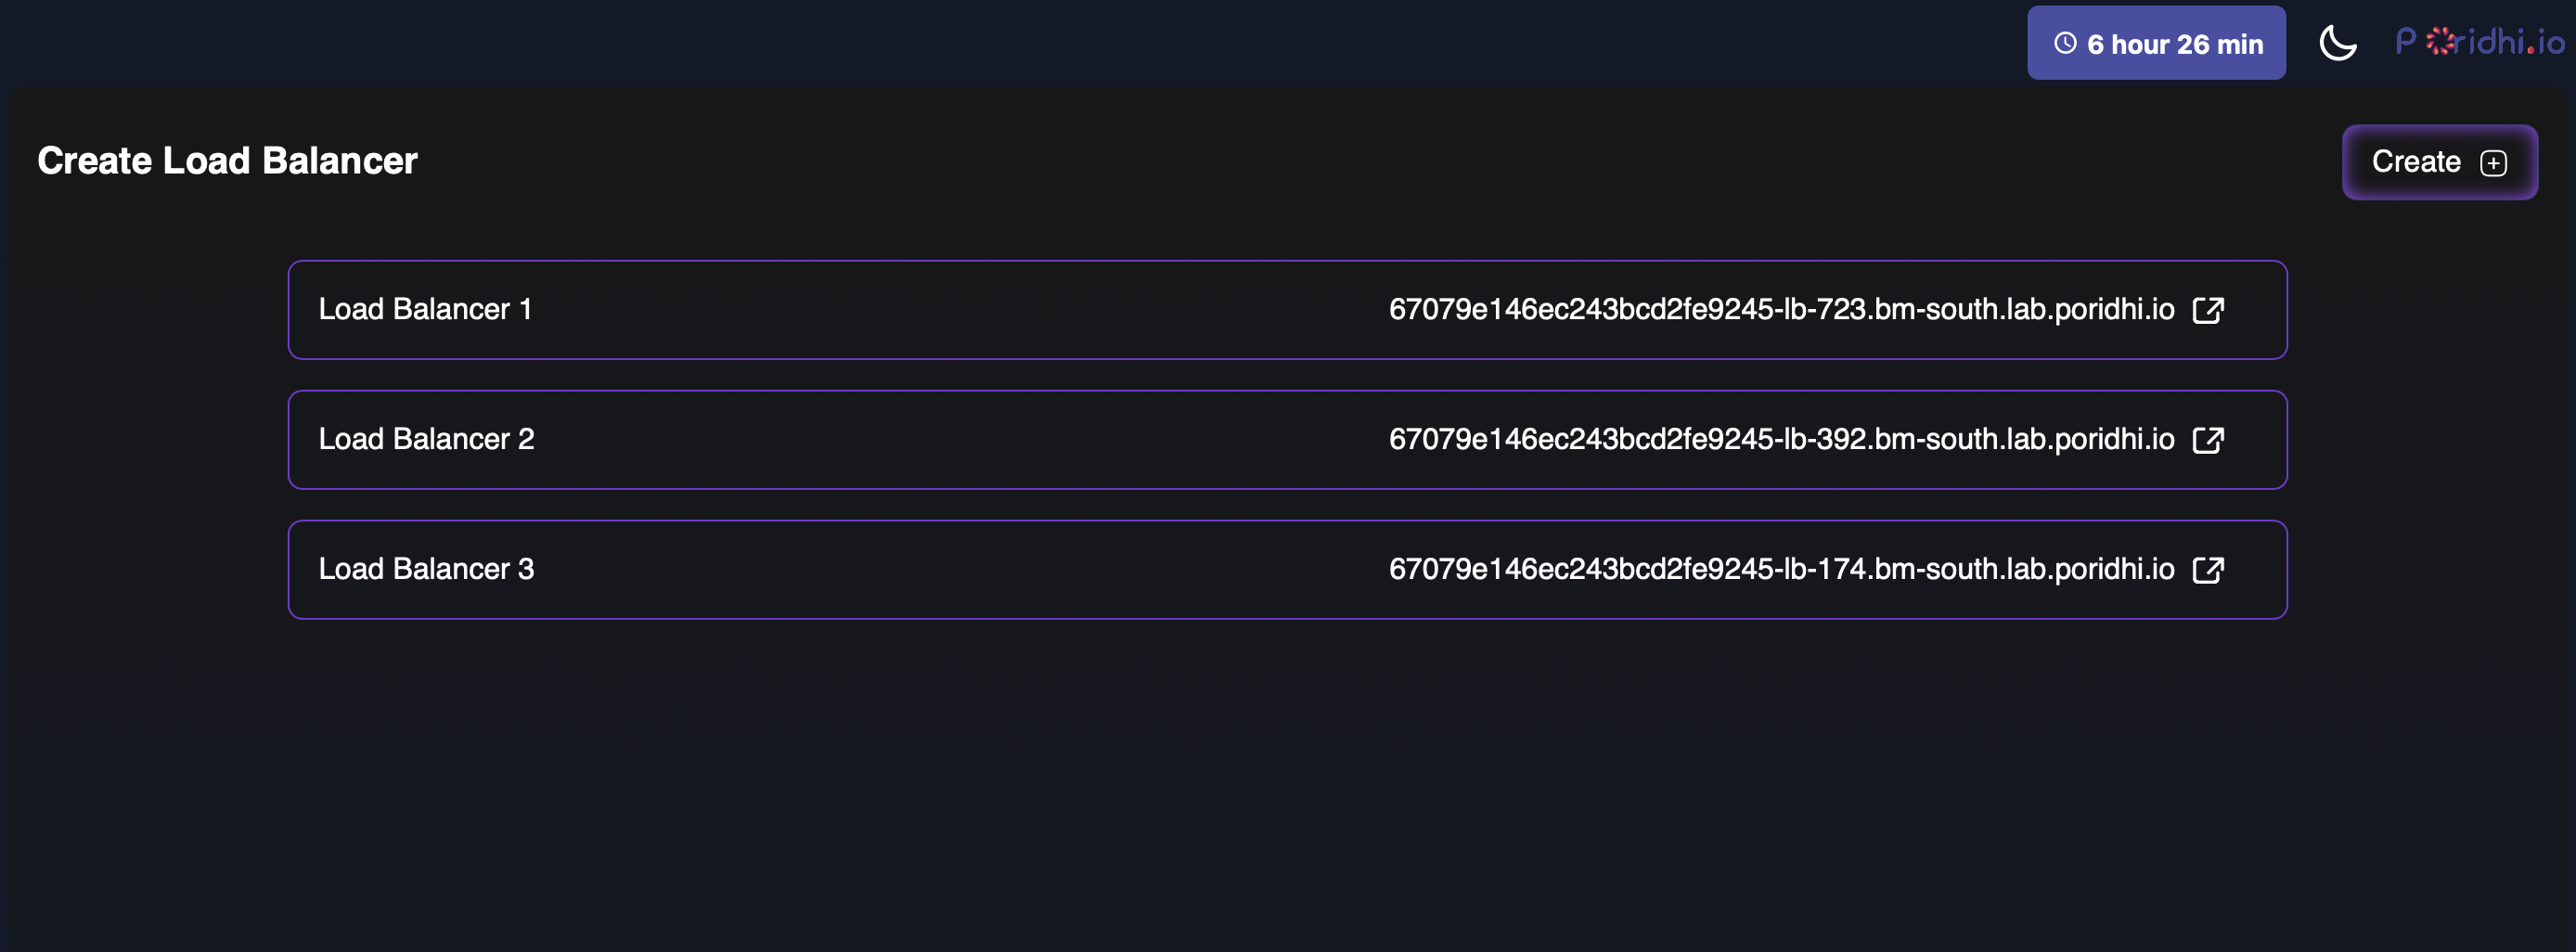 6 hour 26 min
Poridhi.io
Create Load Balancer
Create
Load Balancer 1
67079e146ec243bcd2fe9245-lb-723.bm-south.lab.poridhi.io
Load Balancer 2
67079e146ec243bcd2fe9245-lb-392.bm-south.lab.poridhi.io
Load Balancer 3
67079e146ec243bcd2fe9245-lb-174.bm-south.lab.poridhi.io